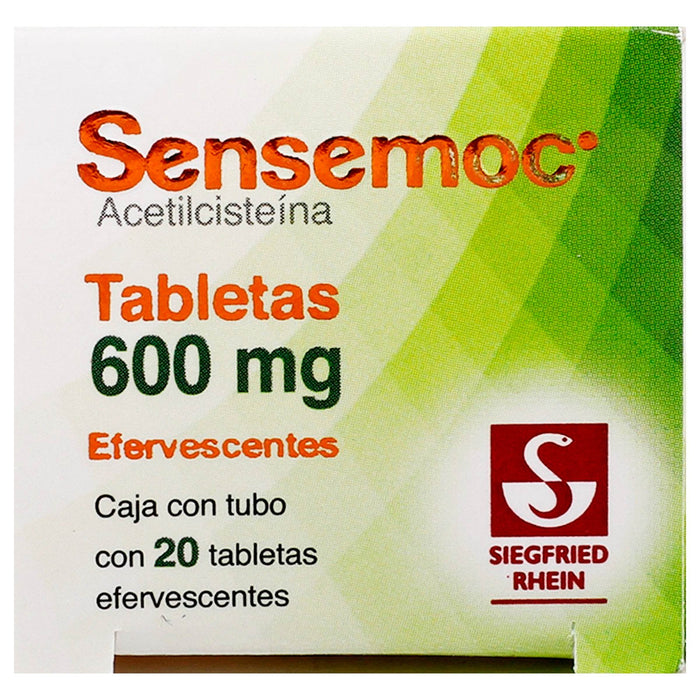 Sensemoc
Acetilcisteína
Tabletas
600 mg
Efervescentes
Caja con tubo
con 20 tabletas
efervescentes
SIEGFRIED
RHEIN